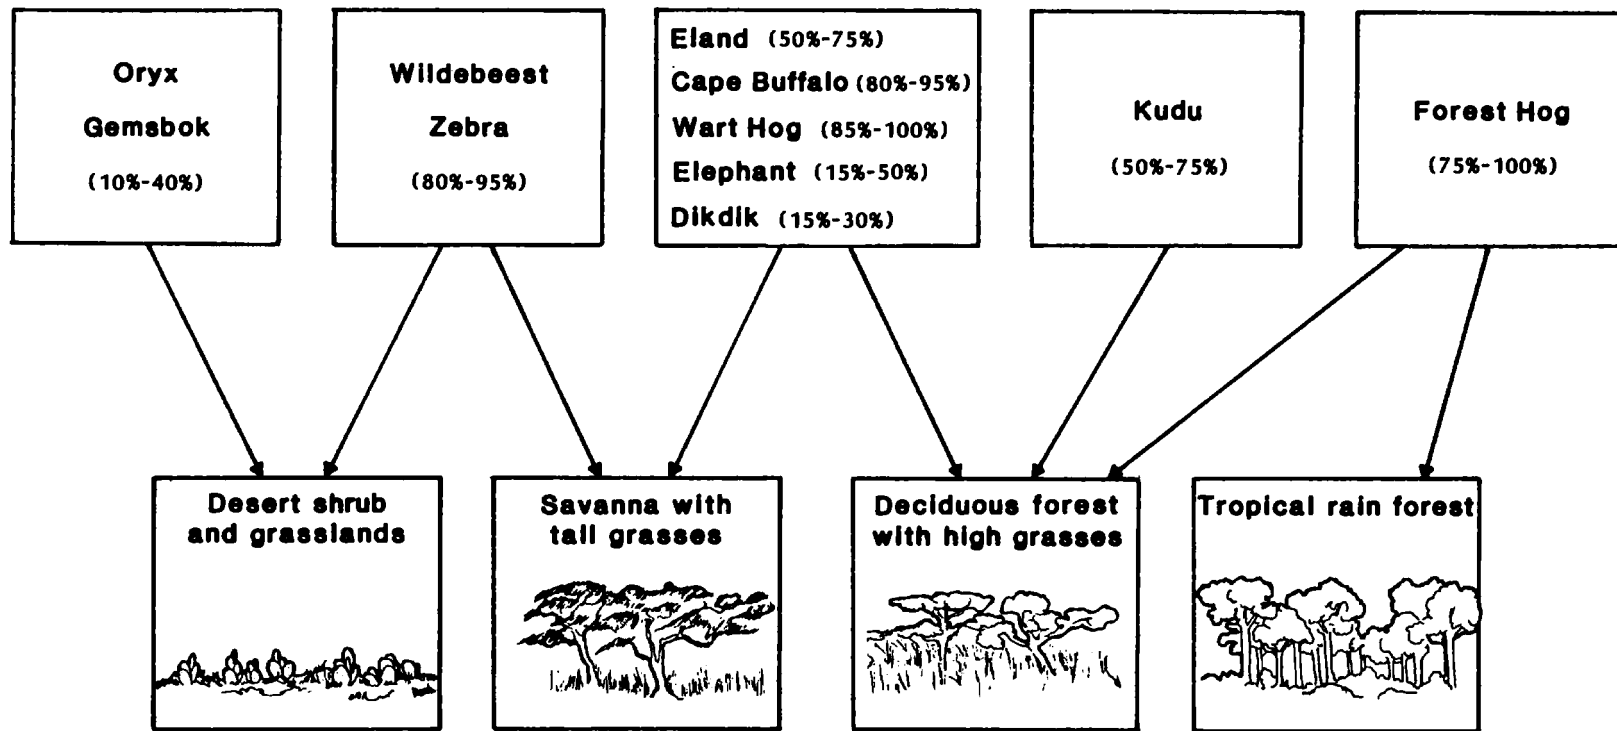 Oryx
Gemsbok
(10%-40%)
Wildebeest
Zebra
(80%-95%)
Eland (50%-75%)
Cape Buffalo (80%-95%)
Wart Hog (85%-100%)
Elephant (15%-50%)
Dikdik (15%-30%)
Kudu
(50%-75%)
Forest Hog
(75%-100%)
Desert shrub
and grasslands
Savanna with
tall grasses
Deciduous forest
with high grasses
Tropical rain forest